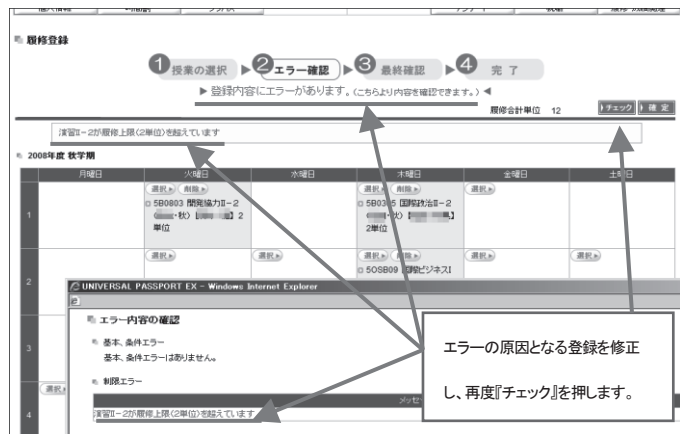 履修登録
1 授業の選択 ▶ 2 エラー確認 ▶ 3 最終確認 ▶ 4 完了
▶ 登録内容にエラーがあります。(こちらより内容を確認できます。) ◀
履修合計単位 12
チェック 確定
演習Ⅱ－2が履修上限(2単位)を超えています
2008年度 秋学期
月曜日 火曜日 水曜日 木曜日 金曜日 土曜日
1
選択 削除 選択 削除 選択
5B0803 開発協力Ⅱ－2
・秋) 【 】 2
単位
国際政治Ⅱ－2
・秋) 【 】
2単位
2
選択 選択 選択 削除 選択 選択
5OSB09 国際ビジネスⅠ
UNIVERSAL PASSPORT EX - Windows Internet Explorer
エラー内容の確認
3
基本、条件エラー
基本、条件エラーはありません。
制限エラー
選択
4
演習Ⅱ－2が履修上限(2単位)を超えています
エラーの原因となる登録を修正
し、再度『チェック』を押します。